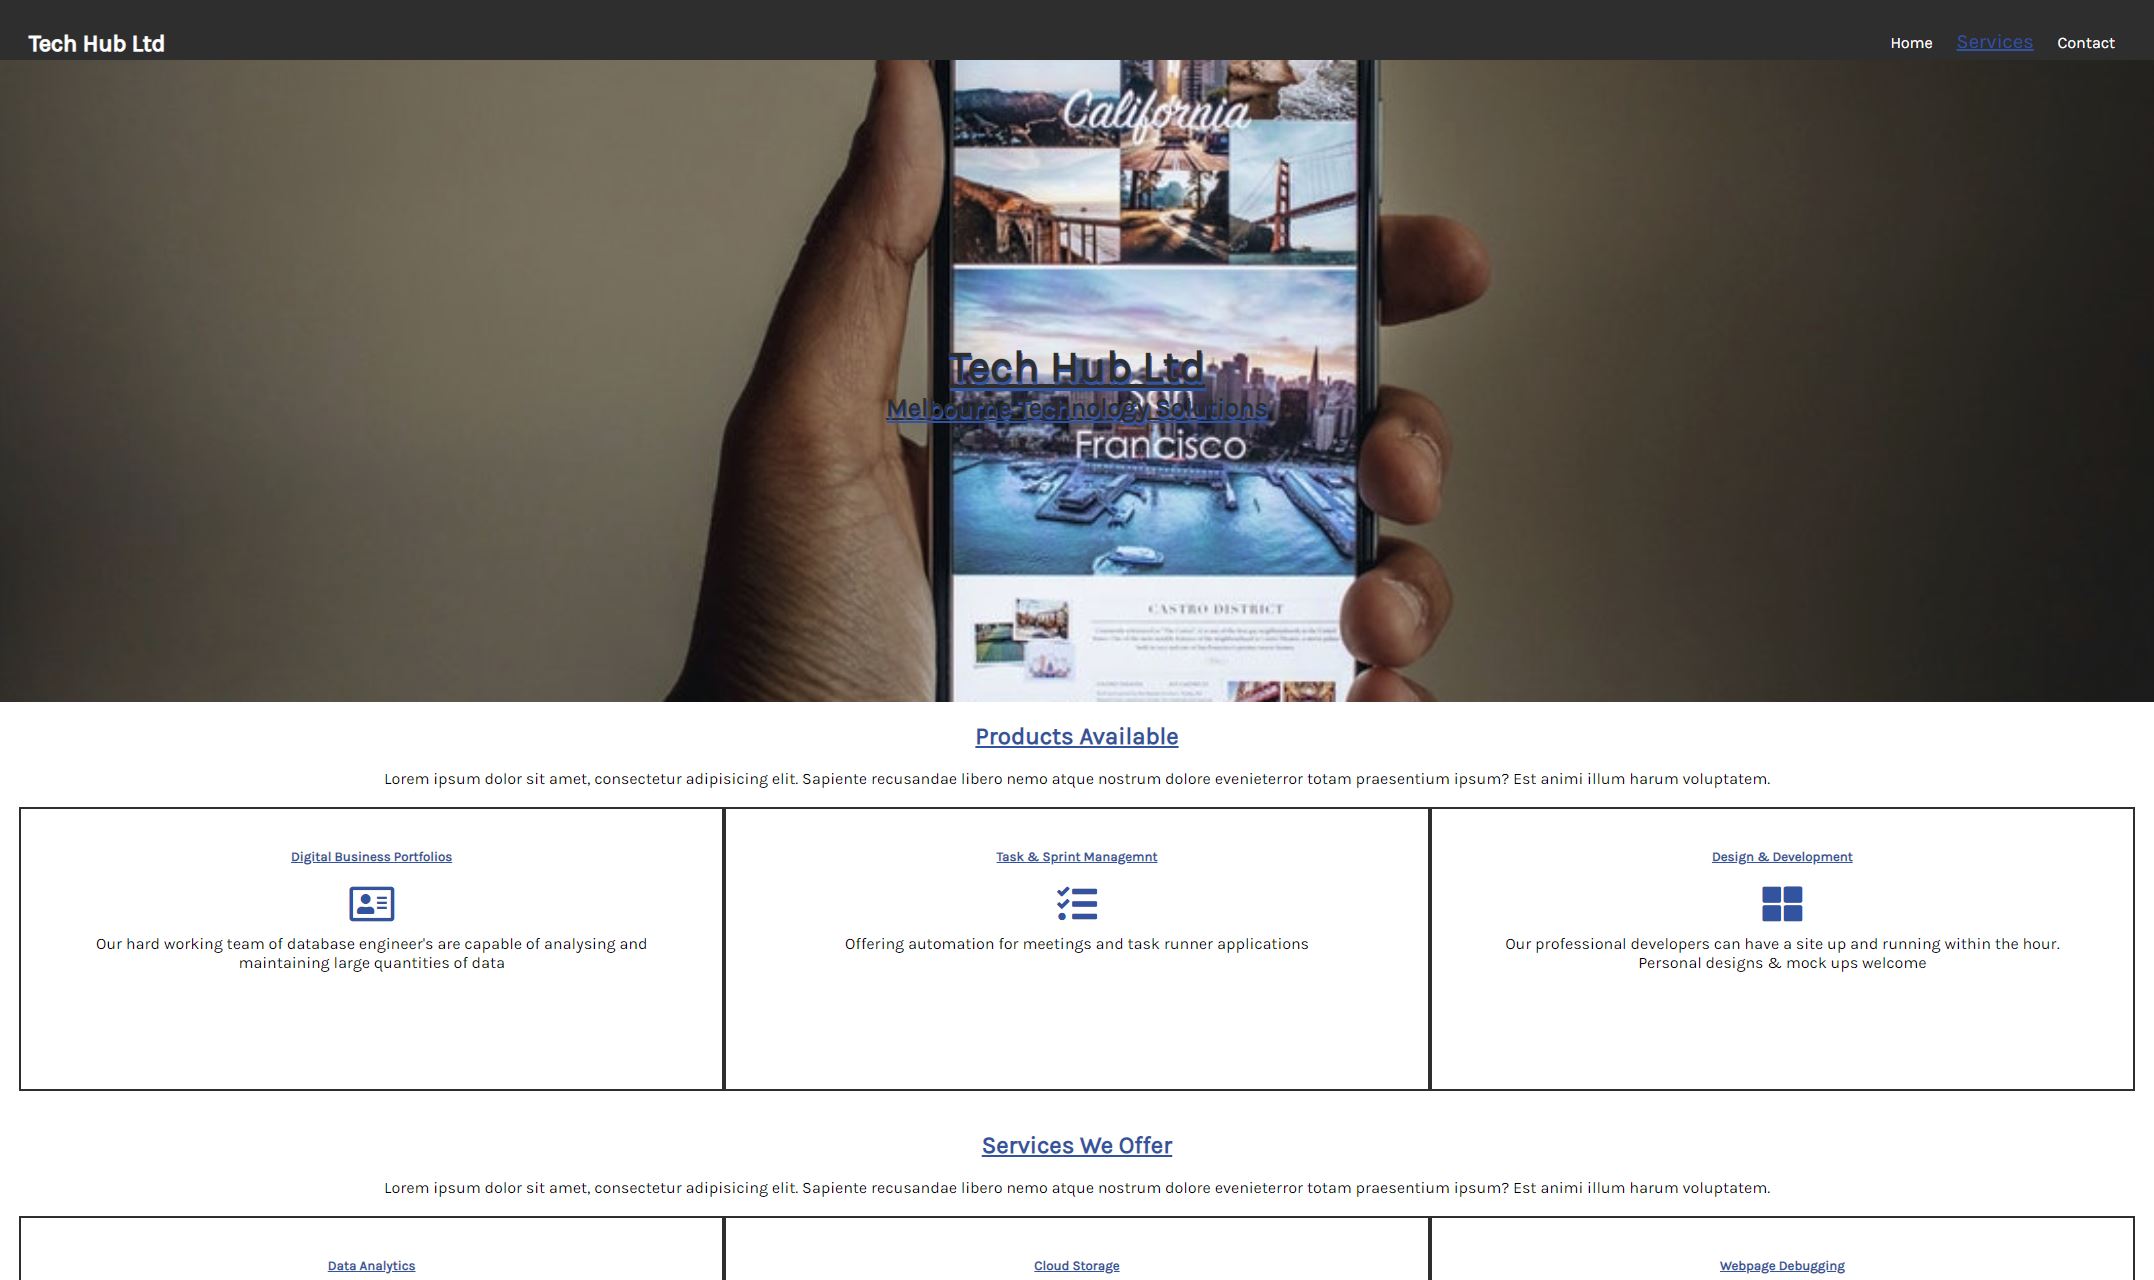 Tech Hub Ltd
Home Services Contact
California
Tech Hub Ltd
San
Melbourne Technology Solutions
Francisco
CASTRO DISTRICT
Products Available
Lorem ipsum dolor sit amet, consectetur adipisicing elit. Sapiente recusandae libero nemo atque nostrum dolore evenieterror totam praesentium ipsum? Est animi illum harum voluptatem.
Digital Business Portfolios
Our hard working team of database engineer's are capable of analysing and
maintaining large quantities of data
Task & Sprint Managemnt
Offering automation for meetings and task runner applications
Design & Development
Our professional developers can have a site up and running within the hour.
Personal designs & mock ups welcome
Services We Offer
Lorem ipsum dolor sit amet, consectetur adipisicing elit. Sapiente recusandae libero nemo atque nostrum dolore evenieterror totam praesentium ipsum? Est animi illum harum voluptatem.
Data Analytics
Cloud Storage
Webpage Debugging